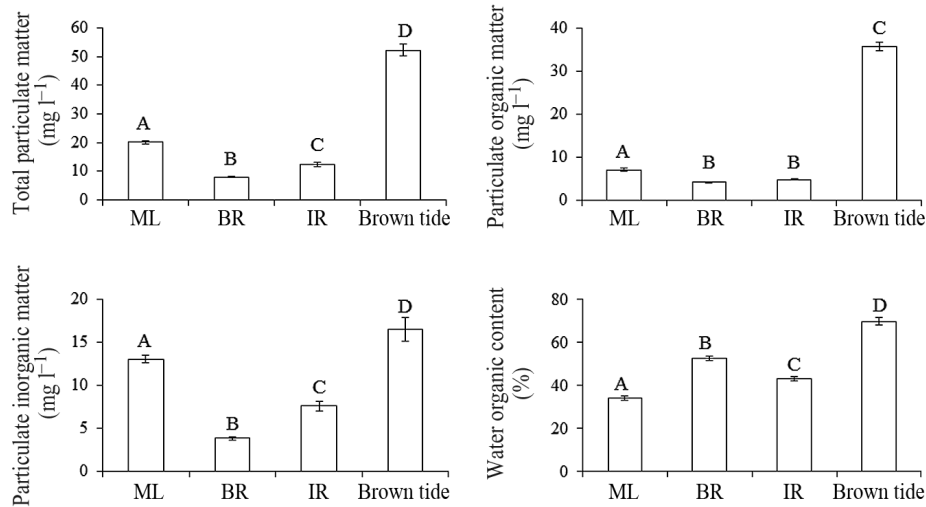 Total particulate matter
(mg l⁻¹)
60
50
40
30
20
10
0
A
B
C
D
ML BR IR Brown tide
Particulate organic matter
(mg l⁻¹)
40
30
20
10
0
A
B
B
C
ML BR IR Brown tide
Particulate inorganic matter
(mg l⁻¹)
20
15
10
5
0
A
B
C
D
ML BR IR Brown tide
Water organic content
(%)
80
60
40
20
0
A
B
C
D
ML BR IR Brown tide